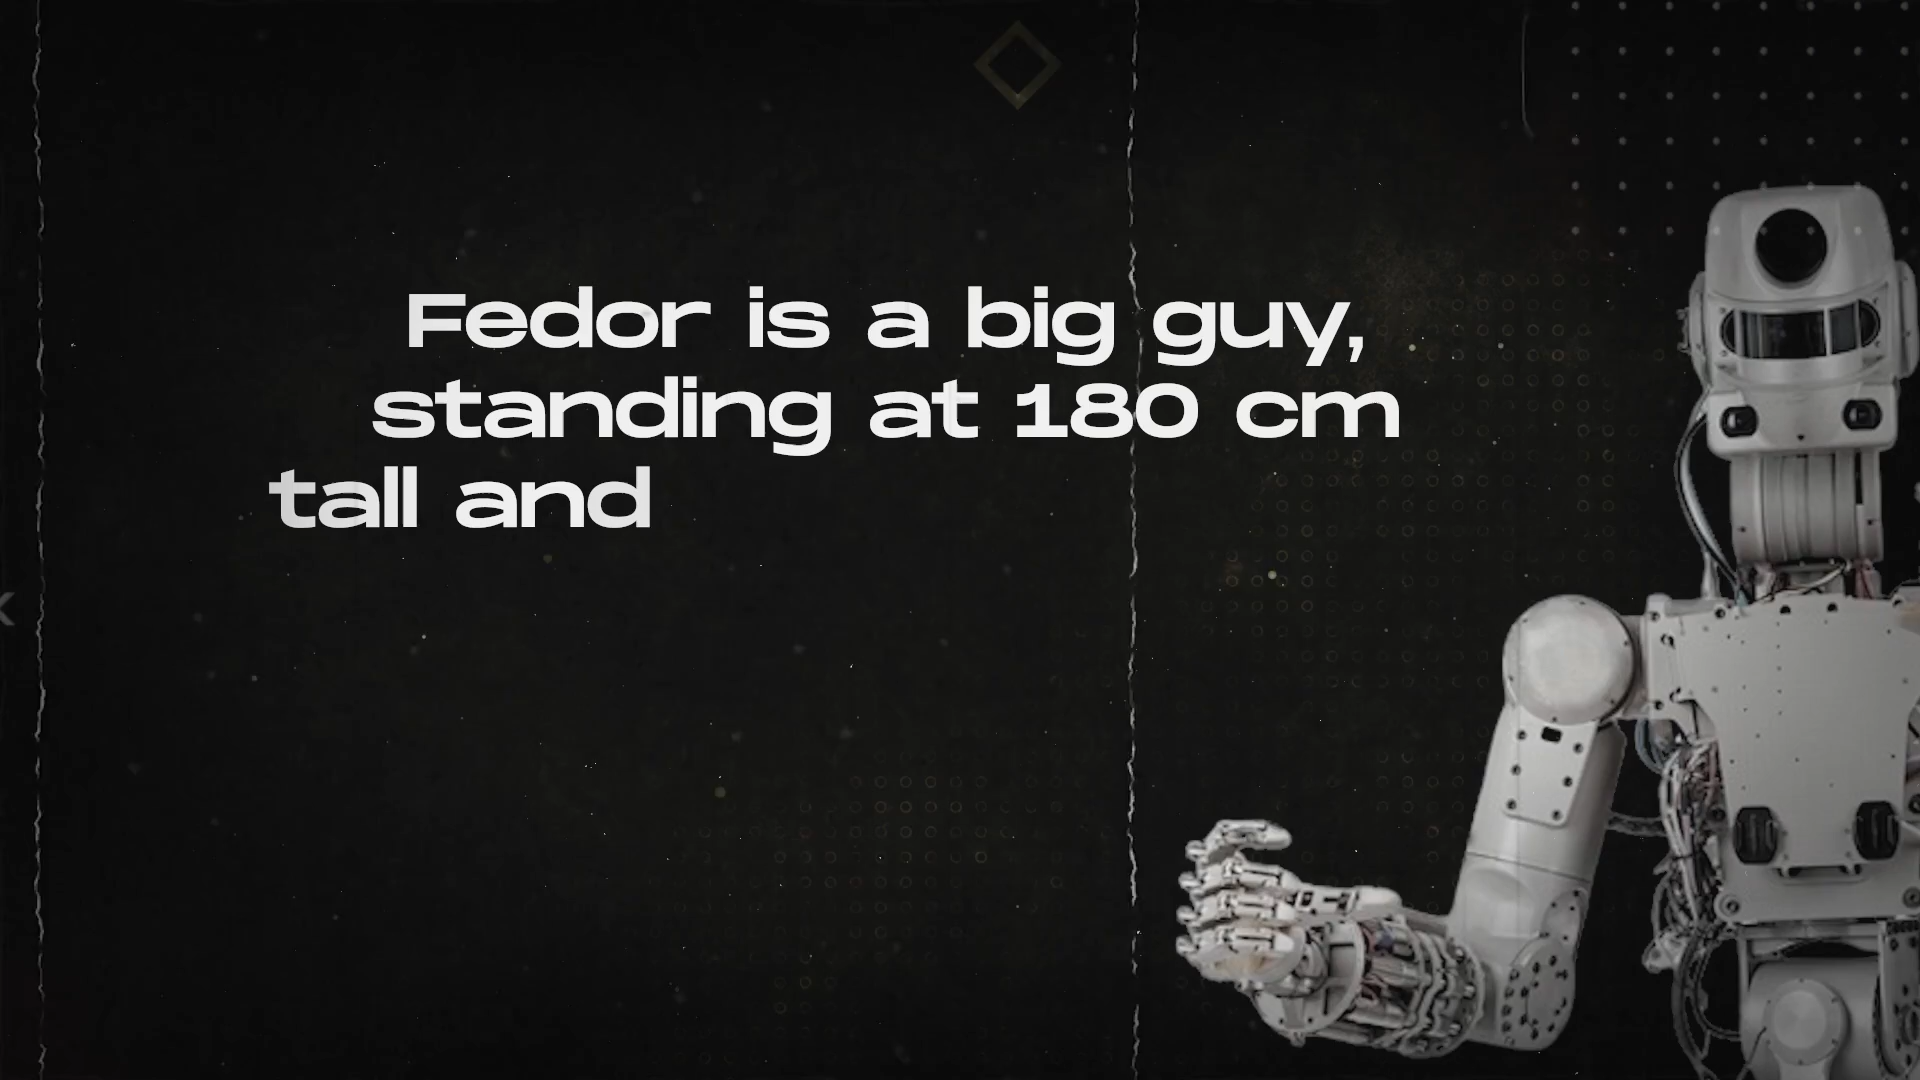 Fedor is a big guy,
standing at 180 cm
tall and